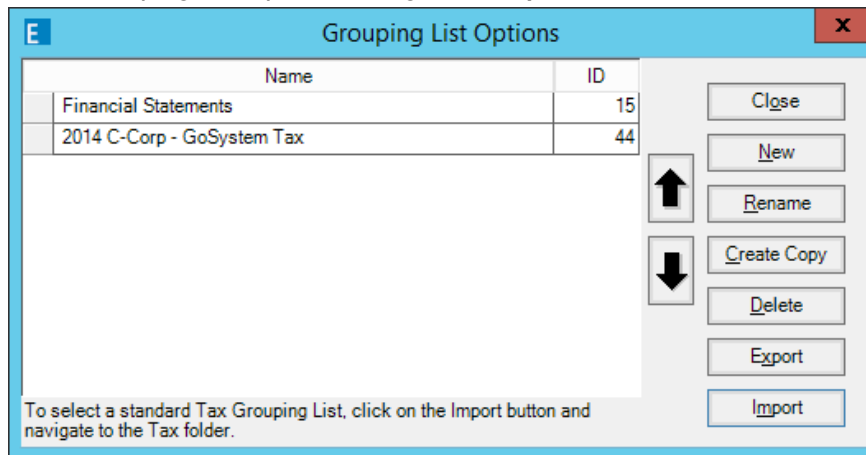 E
Grouping List Options
x
Name
ID
Financial Statements
15
2014 C-Corp - GoSystem Tax
44
Close
New
Rename
Create Copy
Delete
Export
Import
To select a standard Tax Grouping List, click on the Import button and
navigate to the Tax folder.